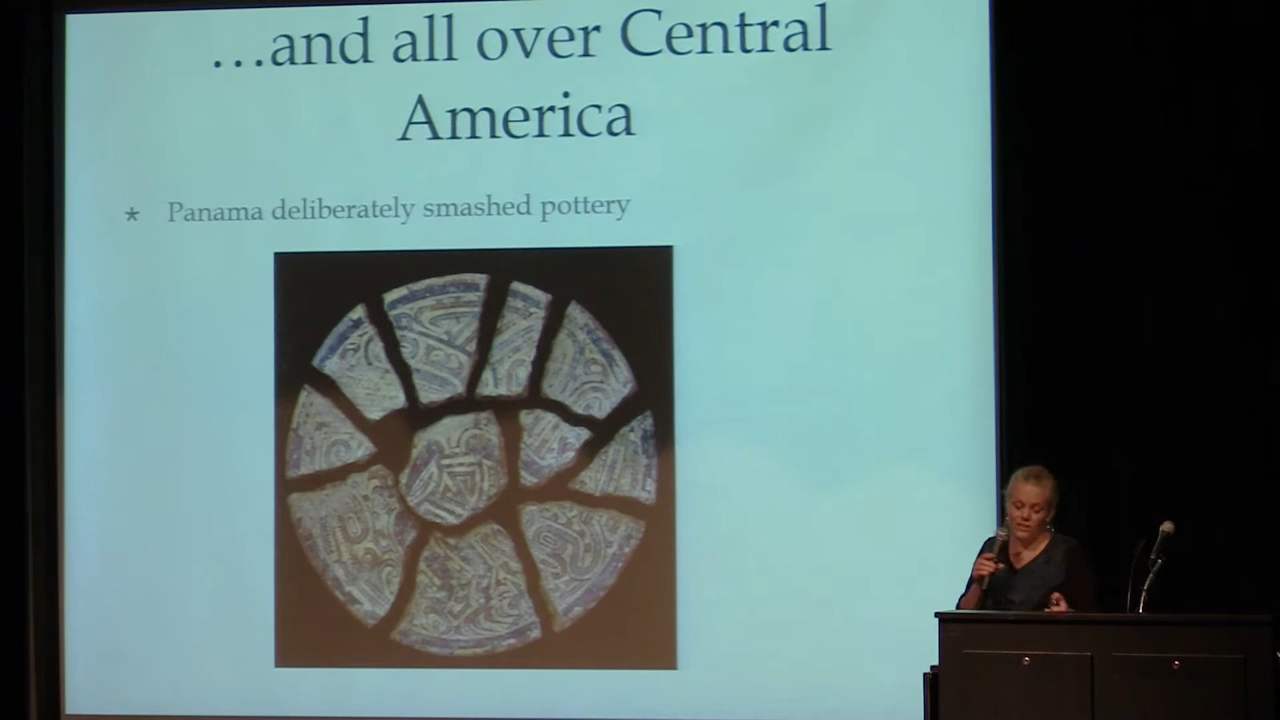 ...and all over Central
America
* Panama deliberately smashed pottery